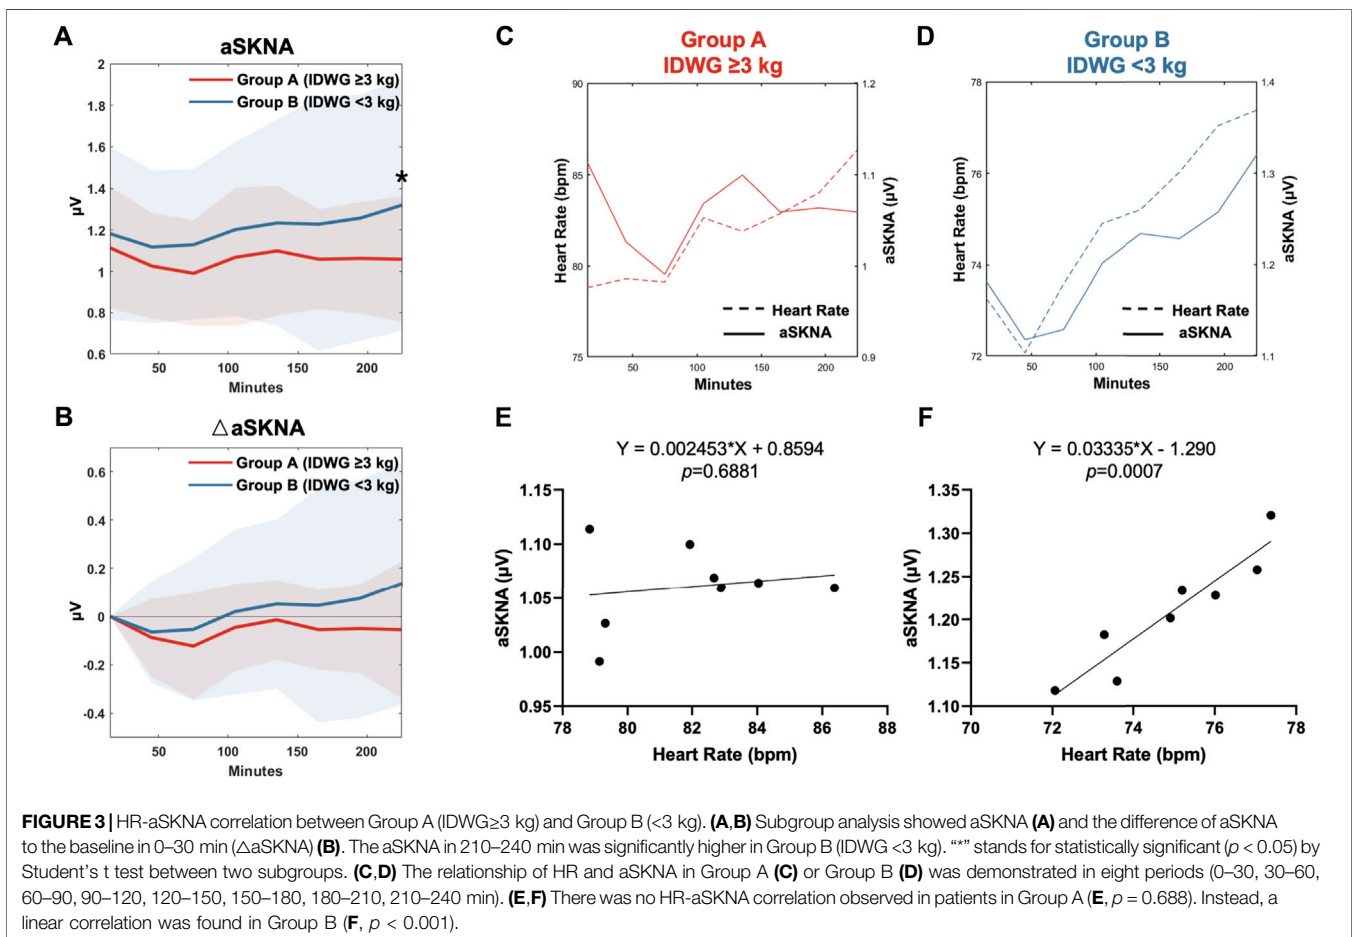 A
aSKNA
Group A (IDWG ≥3 kg)
Group B (IDWG <3 kg)
2
1.8
1.6
1.4
1.2
1
0.8
0.6
µV
*
50
100
150
200
Minutes
B
△aSKNA
Group A (IDWG ≥3 kg)
Group B (IDWG <3 kg)
0.6
0.4
0.2
0
-0.2
-0.4
µV
50
100
150
200
Minutes
C
Group A
IDWG ≥3 kg
90
85
80
75
Heart Rate (bpm)
1.2
1.1
1
0.9
aSKNA (µV)
Heart Rate
aSKNA
50
100
150
200
Minutes
D
Group B
IDWG <3 kg
78
76
74
72
Heart Rate (bpm)
1.4
1.3
1.2
1.1
aSKNA (µV)
Heart Rate
aSKNA
50
100
150
200
Minutes
E
Y = 0.002453*X + 0.8594
p=0.6881
1.15
1.10
1.05
1.00
0.95
aSKNA (µV)
78
80
82
84
86
88
Heart Rate (bpm)
F
Y = 0.03335*X - 1.290
p=0.0007
1.35
1.30
1.25
1.20
1.15
1.10
aSKNA (µV)
70
72
74
76
78
Heart Rate (bpm)
FIGURE 3 | HR-aSKNA correlation between Group A (IDWG≥3 kg) and Group B (<3 kg). (A,B) Subgroup analysis showed aSKNA (A) and the difference of aSKNA
to the baseline in 0–30 min (△aSKNA) (B). The aSKNA in 210–240 min was significantly higher in Group B (IDWG <3 kg). “*” stands for statistically significant (p < 0.05) by
Student’s t test between two subgroups. (C,D) The relationship of HR and aSKNA in Group A (C) or Group B (D) was demonstrated in eight periods (0–30, 30–60,
60–90, 90–120, 120–150, 150–180, 180–210, 210–240 min). (E,F) There was no HR-aSKNA correlation observed in patients in Group A (E, p = 0.688). Instead, a
linear correlation was found in Group B (F, p < 0.001).